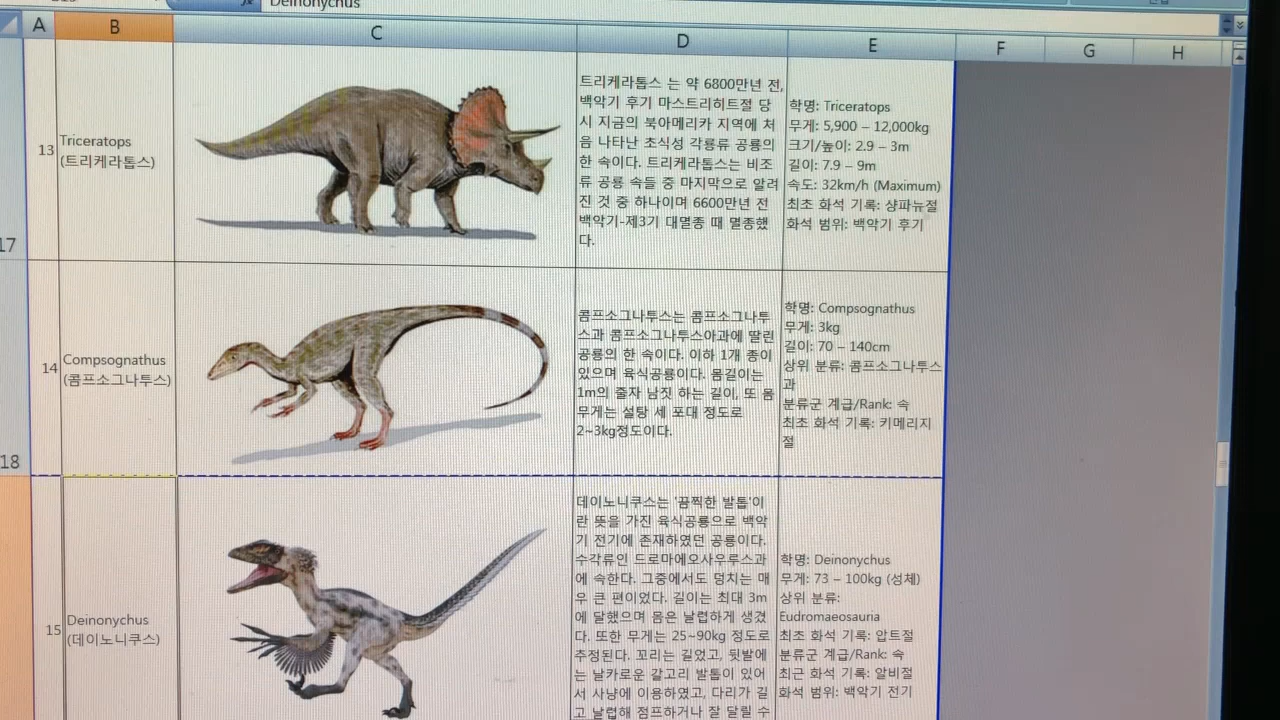 Deinonychus
A B C D E F G H
17
13
Triceratops
(트리케라톱스)
트리케라톱스 는 약 6800만년 전,
백악기 후기 마스트리히트절 당
시 지금의 북아메리카 지역에 처
음 나타난 초식성 각룡류 공룡의
한 속이다. 트리케라톱스는 비조
류 공룡 속들 중 마지막으로 알려
진 것 중 하나이며 6600만년 전
백악기-제3기 대멸종 때 멸종했
다.
학명: Triceratops
무게: 5,900 – 12,000kg
크기/높이: 2.9 – 3m
길이: 7.9 – 9m
속도: 32km/h (Maximum)
최초 화석 기록: 샹파뉴절
화석 범위: 백악기 후기
18
14
Compsognathus
(콤프소그나투스)
콤프소그나투스는 콤프소그나투
스과 콤프소그나투스아과에 딸린
공룡의 한 속이다. 이하 1개 종이
있으며 육식공룡이다. 몸길이는
1m의 줄자 남짓 하는 길이, 또 몸
무게는 설탕 세 포대 정도로
2~3kg정도이다.
학명: Compsognathus
무게: 3kg
길이: 70 – 140cm
상위 분류: 콤프소그나투스
과
분류군 계급/Rank: 속
최초 화석 기록: 키메리지
절
15
Deinonychus
(데이노니쿠스)
데이노니쿠스는 '끔찍한 발톱'이
란 뜻을 가진 육식공룡으로 백악
기 전기에 존재하였던 공룡이다.
수각류인 드로마에오사우루스과
에 속한다. 그중에서도 덩치는 매
우 큰 편이었다. 길이는 최대 3m
에 달했으며 몸은 날렵하게 생겼
다. 또한 무게는 25~90kg 정도로
추정된다. 꼬리는 길었고, 뒷발에
는 날카로운 갈고리 발톱이 있어
서 사냥에 이용하였고, 다리가 길
고 날렵해 점프하거나 잘 달릴 수
학명: Deinonychus
무게: 73 – 100kg (성체)
상위 분류:
Eudromaeosauria
최초 화석 기록: 압트절
분류군 계급/Rank: 속
최근 화석 기록: 알비절
화석 범위: 백악기 전기